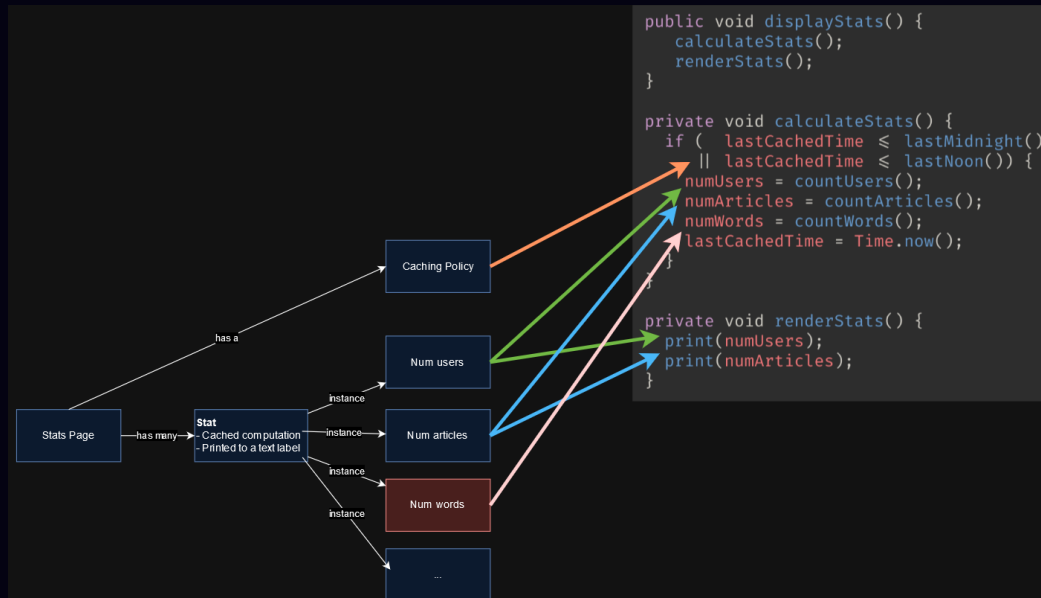 public void displayStats() {
calculateStats();
renderStats();
}
private void calculateStats() {
if ( lastCachedTime ⩽ lastMidnight()
|| lastCachedTime ⩽ lastNoon()) {
numUsers = countUsers();
numArticles = countArticles();
numWords = countWords();
lastCachedTime = Time.now();
}
}
private void renderStats() {
print(numUsers);
print(numArticles);
}
Caching Policy
has a
Num users
instance
Stats Page
has many
Stat
- Cached computation
- Printed to a text label
instance
Num articles
instance
Num words
instance
...